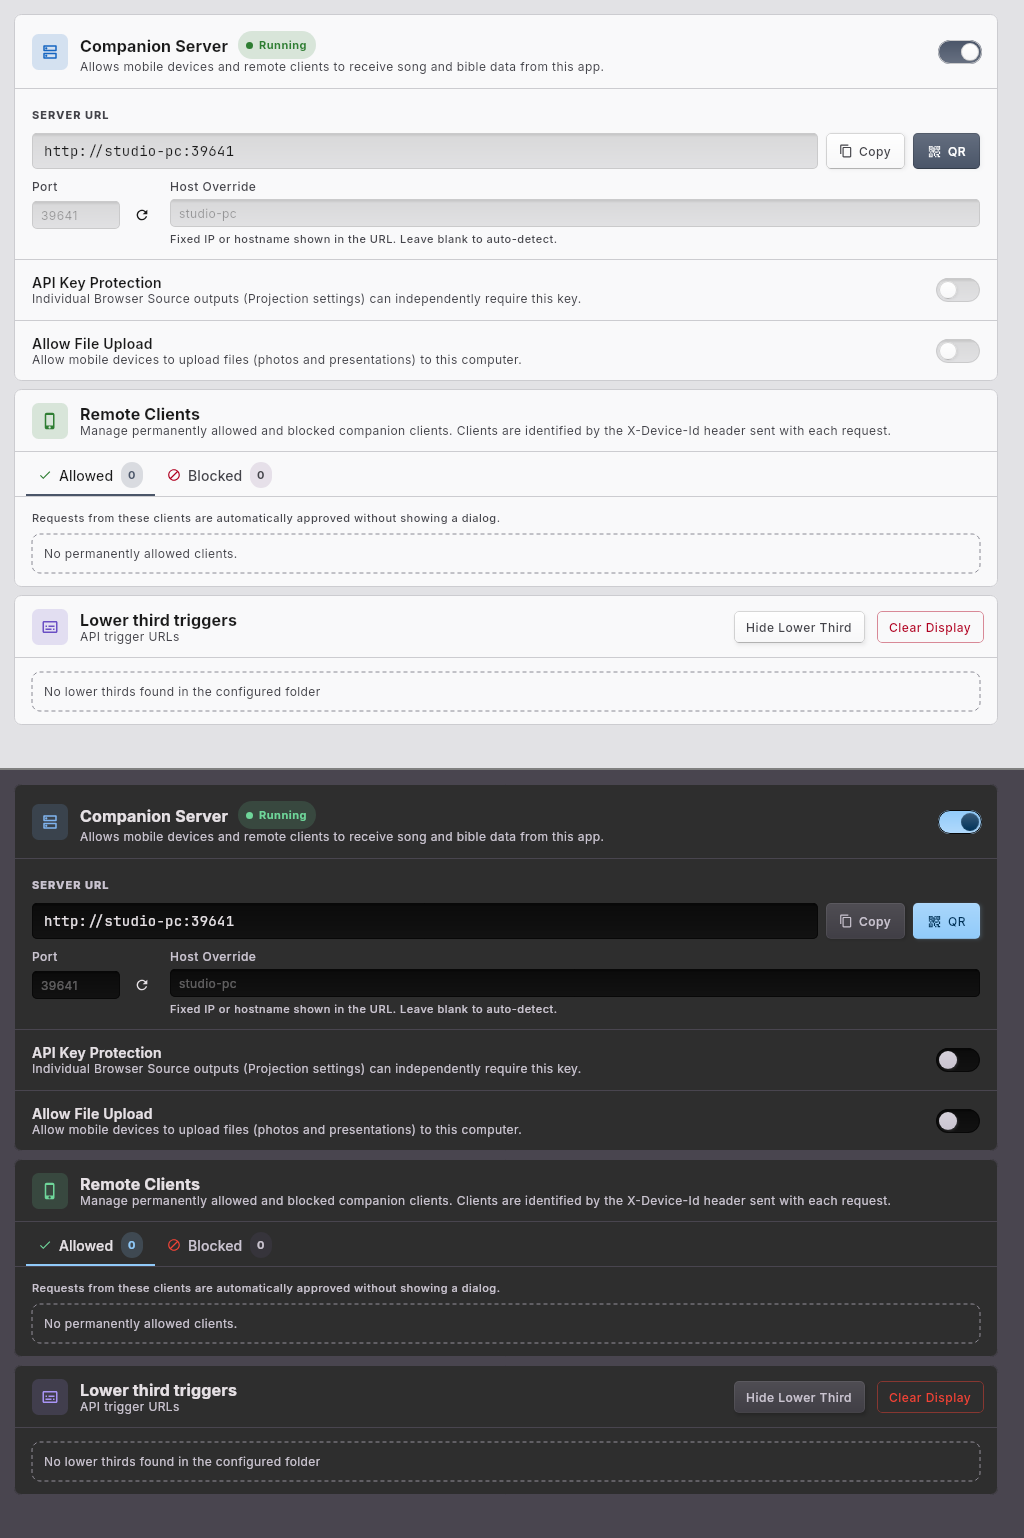 Companion Server
Running
Allows mobile devices and remote clients to receive song and bible data from this app.
SERVER URL
http://studio-pc:39641
Copy
QR
Port
Host Override
39641
studio-pc
Fixed IP or hostname shown in the URL. Leave blank to auto-detect.
API Key Protection
Individual Browser Source outputs (Projection settings) can independently require this key.
Allow File Upload
Allow mobile devices to upload files (photos and presentations) to this computer.
Remote Clients
Manage permanently allowed and blocked companion clients. Clients are identified by the X-Device-Id header sent with each request.
Allowed 0 Blocked 0
Requests from these clients are automatically approved without showing a dialog.
No permanently allowed clients.
Lower third triggers
API trigger URLs
Hide Lower Third
Clear Display
No lower thirds found in the configured folder
Companion Server
Running
Allows mobile devices and remote clients to receive song and bible data from this app.
SERVER URL
http://studio-pc:39641
Copy
QR
Port
Host Override
39641
studio-pc
Fixed IP or hostname shown in the URL. Leave blank to auto-detect.
API Key Protection
Individual Browser Source outputs (Projection settings) can independently require this key.
Allow File Upload
Allow mobile devices to upload files (photos and presentations) to this computer.
Remote Clients
Manage permanently allowed and blocked companion clients. Clients are identified by the X-Device-Id header sent with each request.
Allowed 0 Blocked 0
Requests from these clients are automatically approved without showing a dialog.
No permanently allowed clients.
Lower third triggers
API trigger URLs
Hide Lower Third
Clear Display
No lower thirds found in the configured folder